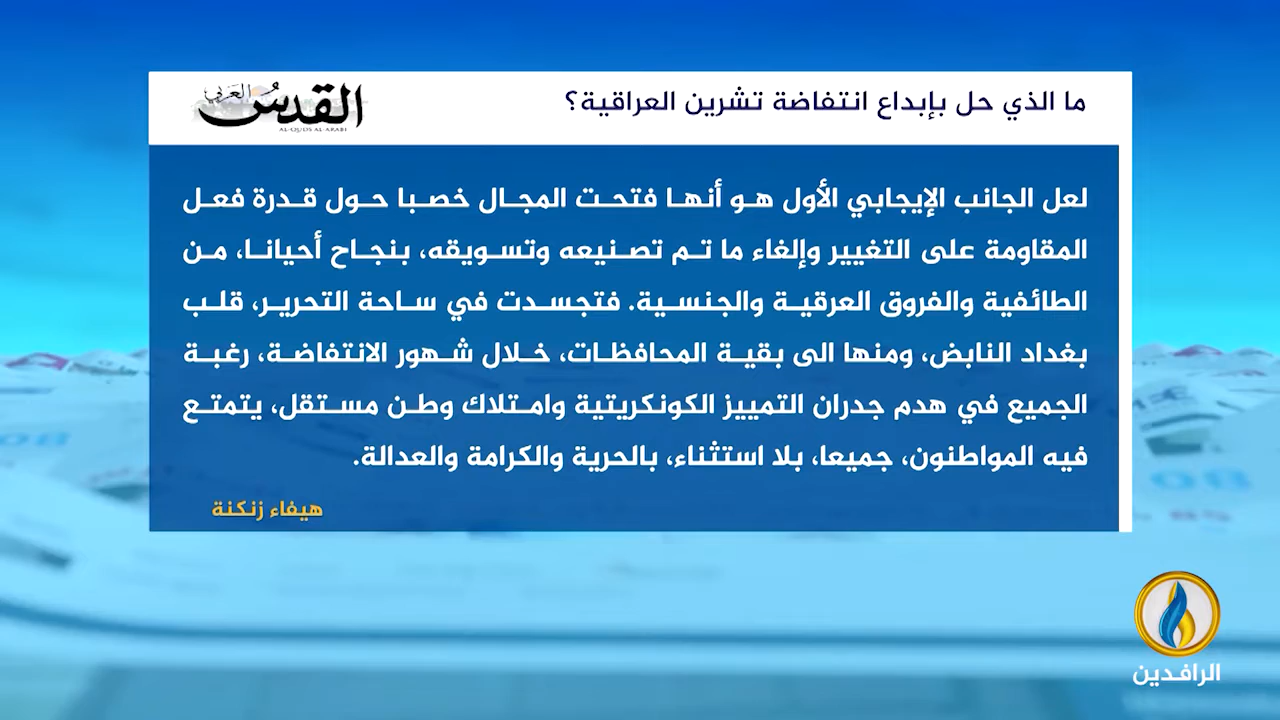 ما الذي حل بإبداع انتفاضة تشرين العراقية؟
القدس العربي
AL-QUDS AL-ARABI
لعل الجانب الإيجابي الأول هو أنها فتحت المجال خصبا حول قدرة فعل
المقاومة على التغيير وإلغاء ما تم تصنيعه وتسويقه، بنجاح أحيانا، من
الطائفية والفروق العرقية والجنسية. فتجسدت في ساحة التحرير، قلب
بغداد النابض، ومنها الى بقية المحافظات، خلال شهور الانتفاضة، رغبة
الجميع في هدم جدران التمييز الكونكريتية وامتلاك وطن مستقل، يتمتع
فيه المواطنون، جميعا، بلا استثناء، بالحرية والكرامة والعدالة.
هيفاء زنكنة
الرافدين